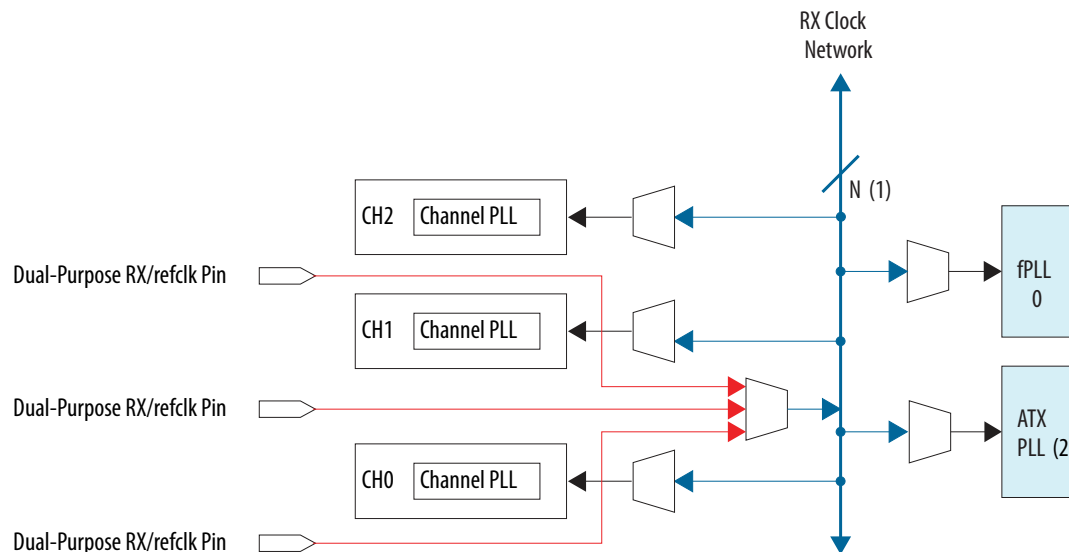 RX Clock
Network
N (1)
CH2 Channel PLL
Dual-Purpose RX/refclk Pin
fPLL
0
CH1 Channel PLL
Dual-Purpose RX/refclk Pin
ATX
PLL (2
CH0 Channel PLL
Dual-Purpose RX/refclk Pin